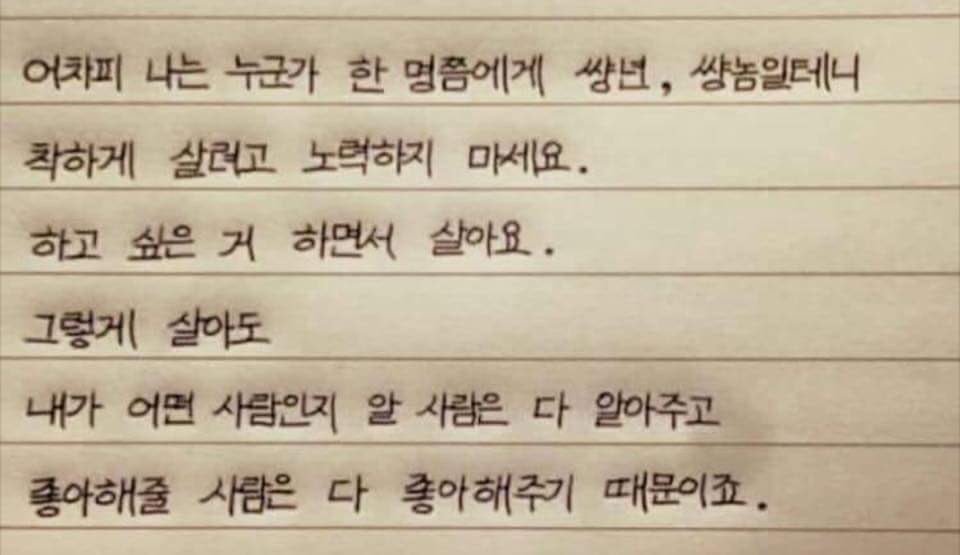 어차피 나는 누군가 한 명쯤에게 썅년, 썅놈일테니
착하게 살려고 노력하지 마세요.
하고 싶은 거 하면서 살아요.
그렇게 살아도
내가 어떤 사람인지 알 사람은 다 알아주고
좋아해줄 사람은 다 좋아해주기 때문이죠.